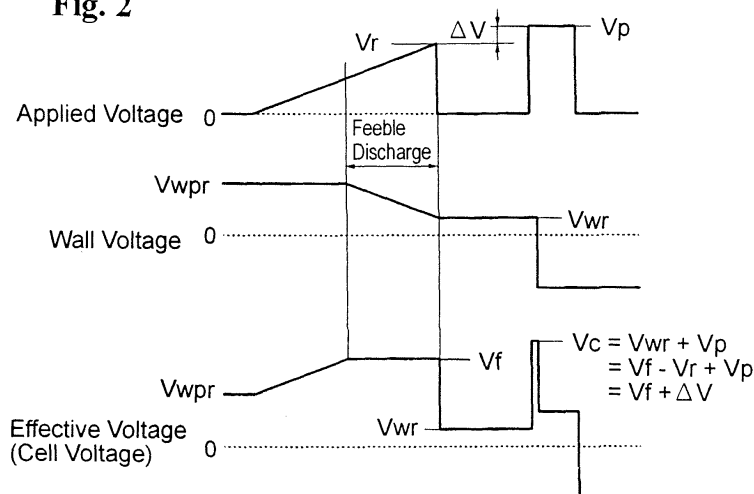 Fig. 2
Vr
ΔV
Vp
Applied Voltage 0
Feeble
Discharge
Vwpr
Vwr
Wall Voltage 0
Vc = Vwr + Vp
= Vf - Vr + Vp
= Vf + ΔV
Vf
Vwpr
Vwr
Effective Voltage
(Cell Voltage) 0